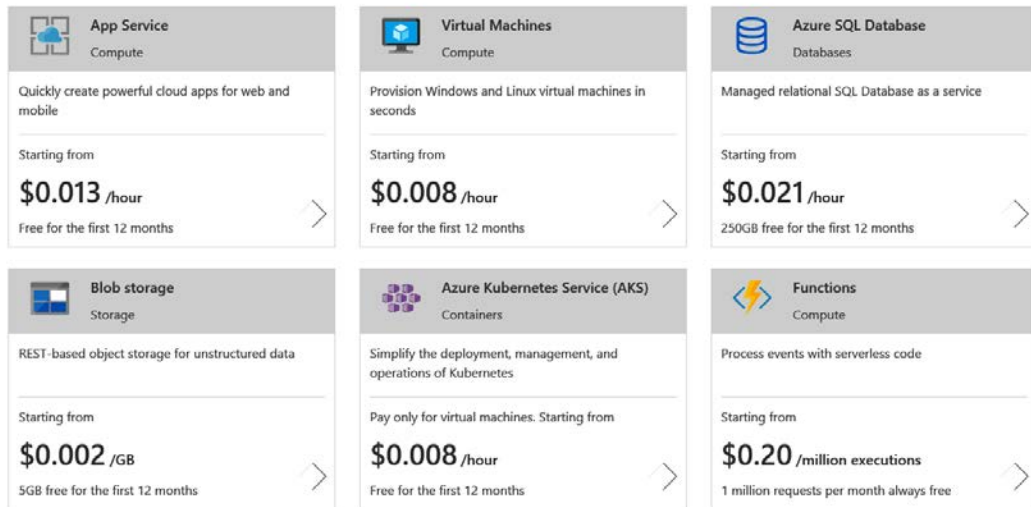 App Service
Compute
Quickly create powerful cloud apps for web and
mobile
Starting from
$0.013 /hour
Free for the first 12 months
Virtual Machines
Compute
Provision Windows and Linux virtual machines in
seconds
Starting from
$0.008 /hour
Free for the first 12 months
Azure SQL Database
Databases
Managed relational SQL Database as a service
Starting from
$0.021 /hour
250GB free for the first 12 months
Blob storage
Storage
REST-based object storage for unstructured data
Starting from
$0.002 /GB
5GB free for the first 12 months
Azure Kubernetes Service (AKS)
Containers
Simplify the deployment, management, and
operations of Kubernetes
Pay only for virtual machines. Starting from
$0.008 /hour
Free for the first 12 months
Functions
Compute
Process events with serverless code
Starting from
$0.20 /million executions
1 million requests per month always free